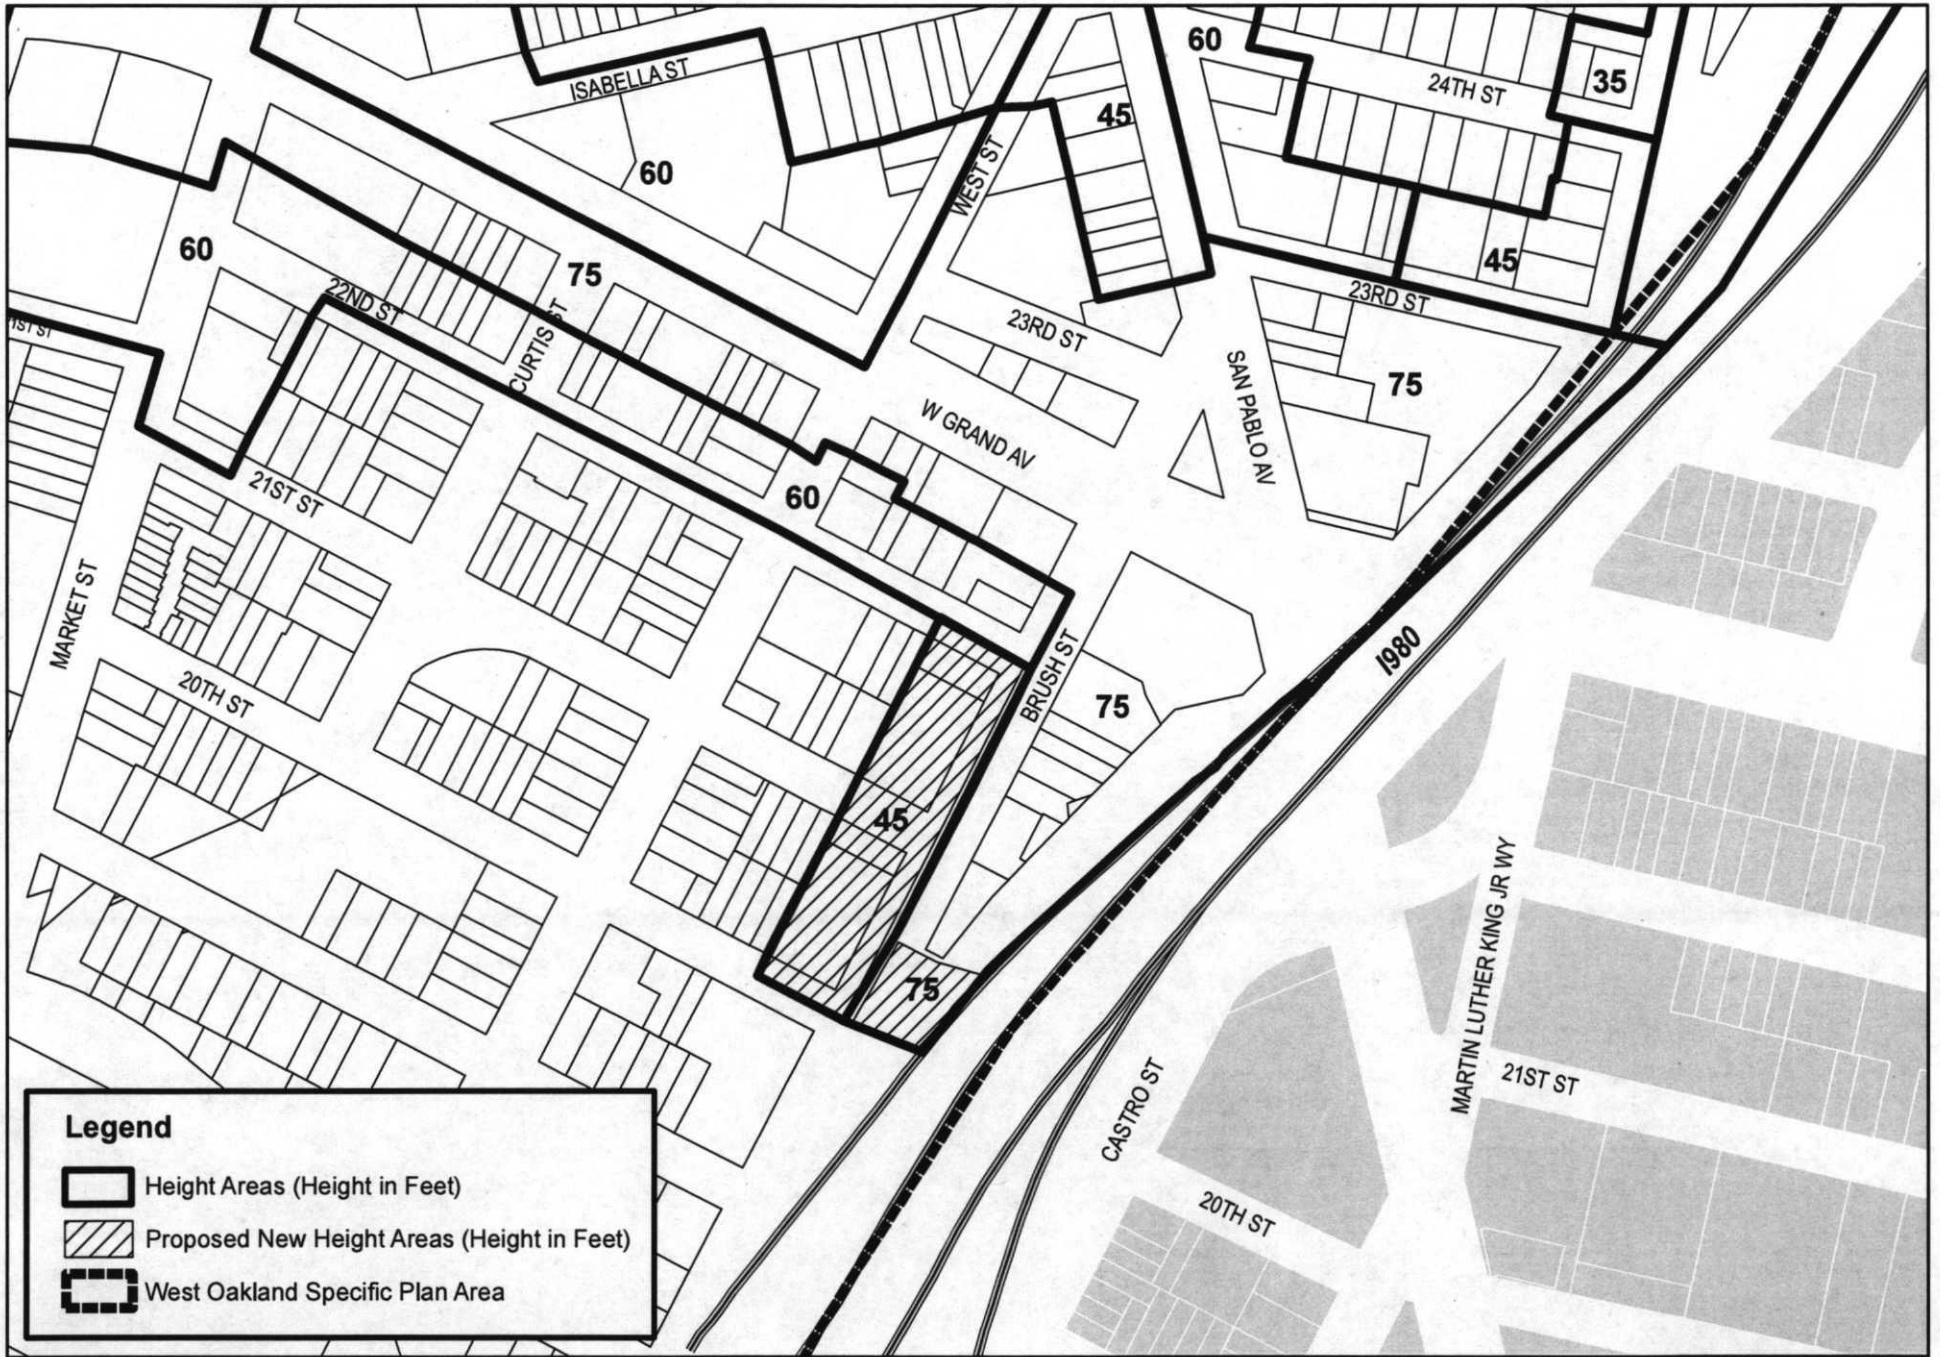 60
24TH ST
35
ISABELLA ST
45
60
WEST ST
60
75
45
22ND ST
23RD ST
CURTIS ST
23RD ST
SAN PABLO AV
75
W GRAND AV
21ST ST
60
MARKET ST
I980
20TH ST
BRUSH ST
75
45
75
MARTIN LUTHER KING JR WY
CASTRO ST
21ST ST
20TH ST
Legend
Height Areas (Height in Feet)
Proposed New Height Areas (Height in Feet)
West Oakland Specific Plan Area